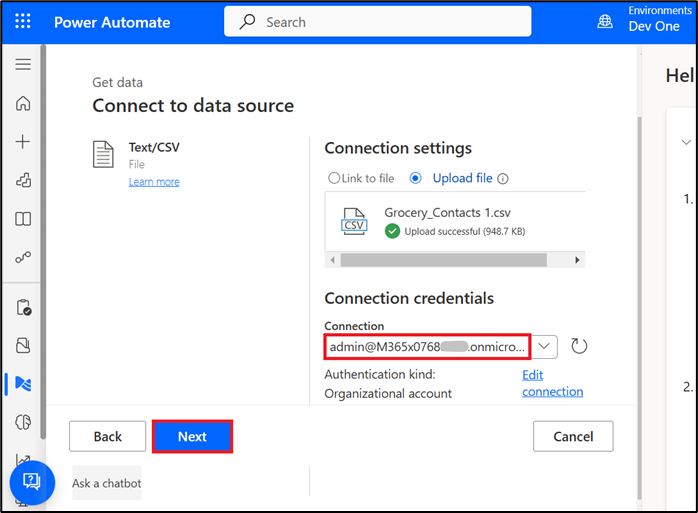 Power Automate
Search
Environments
Dev One
Get data
Connect to data source
Hel
Text/CSV
File
Learn more
Connection settings
Link to file
Upload file
Grocery_Contacts 1.csv
CSV
Upload successful (948.7 KB)
1.
Connection credentials
Connection
admin@M365x0768 .onmicro...
Authentication kind:
Organizational account
Edit
connection
2.
Back
Next
Cancel
Ask a chatbot